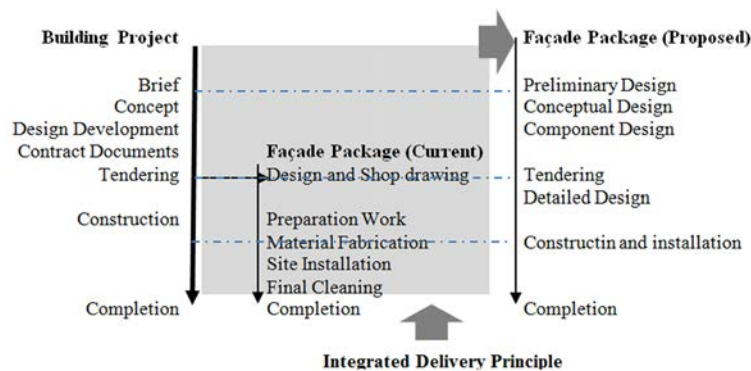 Building Project
Brief
Concept
Design Development
Contract Documents
Tendering
Construction
Completion
Façade Package (Current)
Design and Shop drawing
Preparation Work
Material Fabrication
Site Installation
Final Cleaning
Completion
Façade Package (Proposed)
Preliminary Design
Conceptual Design
Component Design
Tendering
Detailed Design
Constructin and installation
Completion
Integrated Delivery Principle